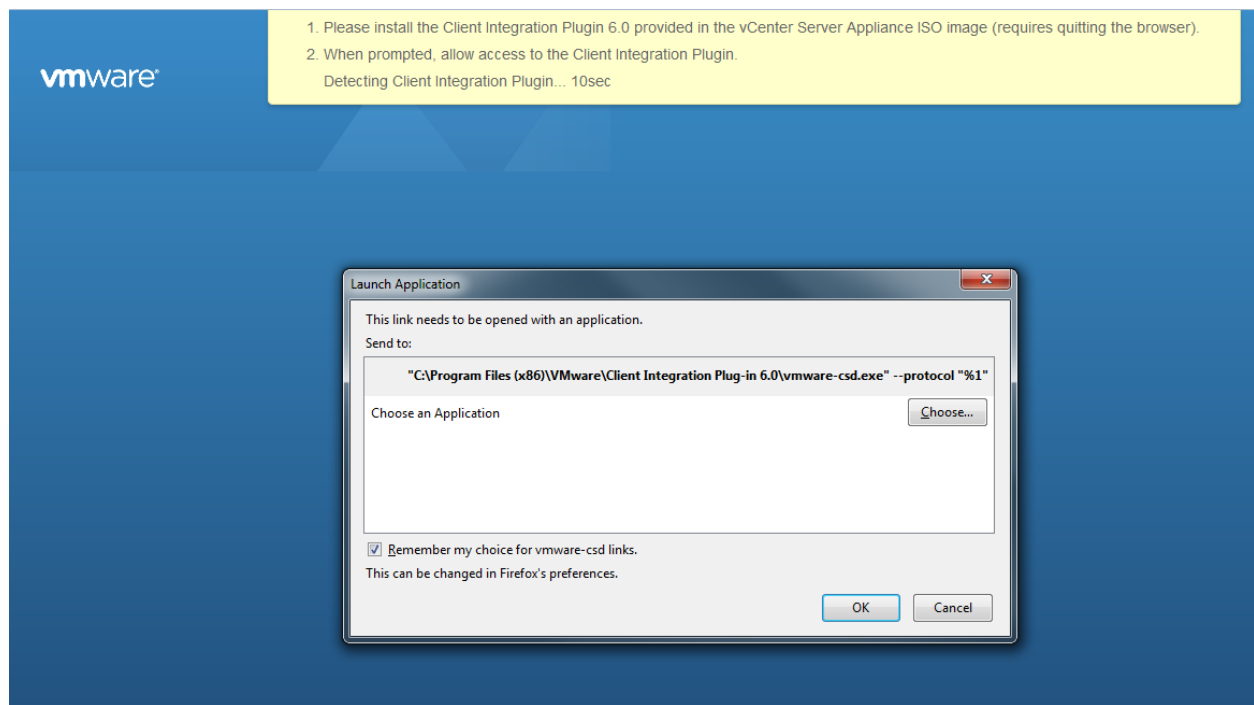 1. Please install the Client Integration Plugin 6.0 provided in the vCenter Server Appliance ISO image (requires quitting the browser).
2. When prompted, allow access to the Client Integration Plugin.
Detecting Client Integration Plugin... 10sec
vmware®
Launch Application
This link needs to be opened with an application.
Send to:
"C:\Program Files (x86)\VMware\Client Integration Plug-in 6.0\vmware-csd.exe" --protocol "%1"
Choose an Application
Choose...
Remember my choice for vmware-csd links.
This can be changed in Firefox's preferences.
OK
Cancel